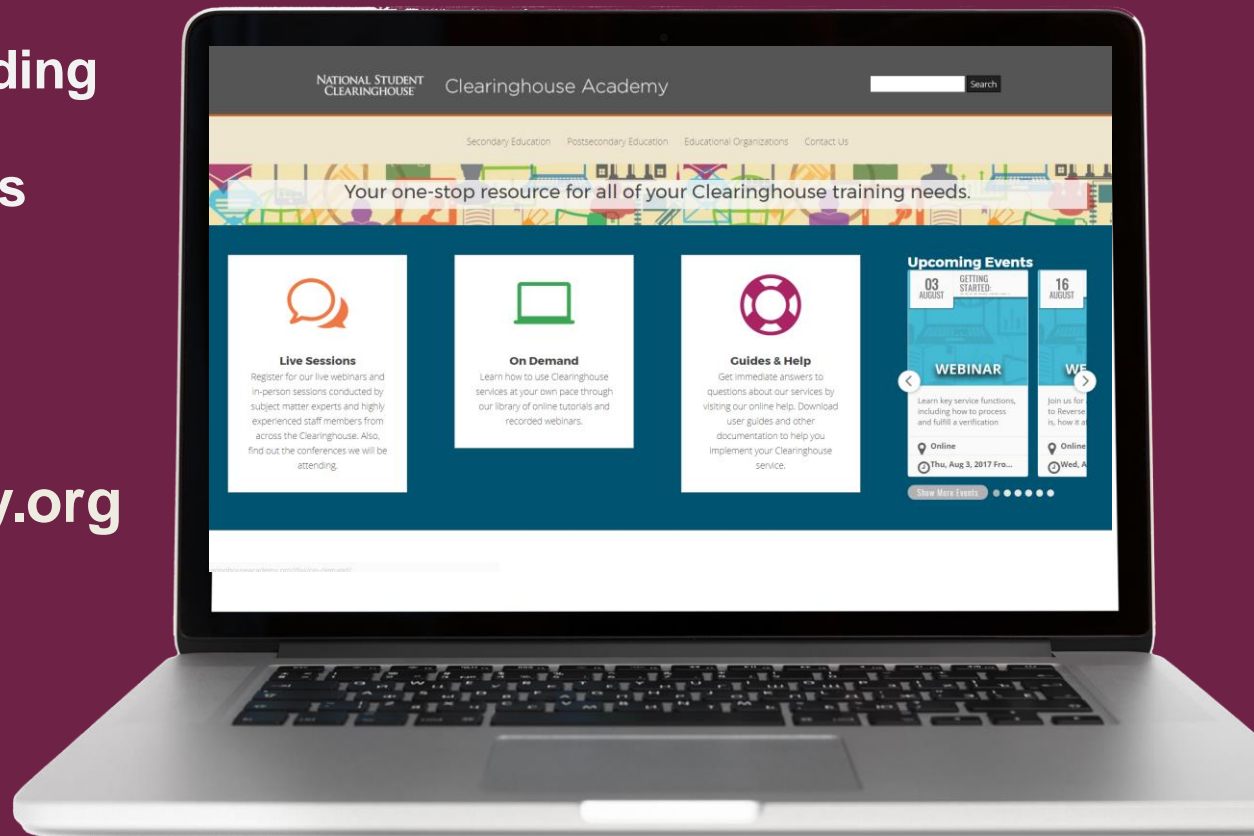 ding
s
y.org
NATIONAL STUDENT
CLEARINGHOUSE
Clearinghouse Academy
Search
Secondary Education Postsecondary Education Educational Organizations Contact Us
Your one-stop resource for all of your Clearinghouse training needs.
Live Sessions
Register for our live webinars and
in-person sessions conducted by
subject matter experts and highly
experienced staff members from
across the Clearinghouse. Also,
find out the conferences we will be
attending.
On Demand
Learn how to use Clearinghouse
services at your own pace through
our library of online tutorials and
recorded webinars.
Guides & Help
Get immediate answers to
questions about our services by
visiting our online help. Download
user guides and other
documentation to help you
implement your Clearinghouse
service.
Upcoming Events
03
AUGUST
GETTING
STARTED:
WEBINAR
Learn key service functions,
including how to process
and fulfill a verification
Online
Thu, Aug 3, 2017 Fro...
16
AUGUST
WE
Join us for
to Reverse
is, how it
Online
Wed, A
Show More Events